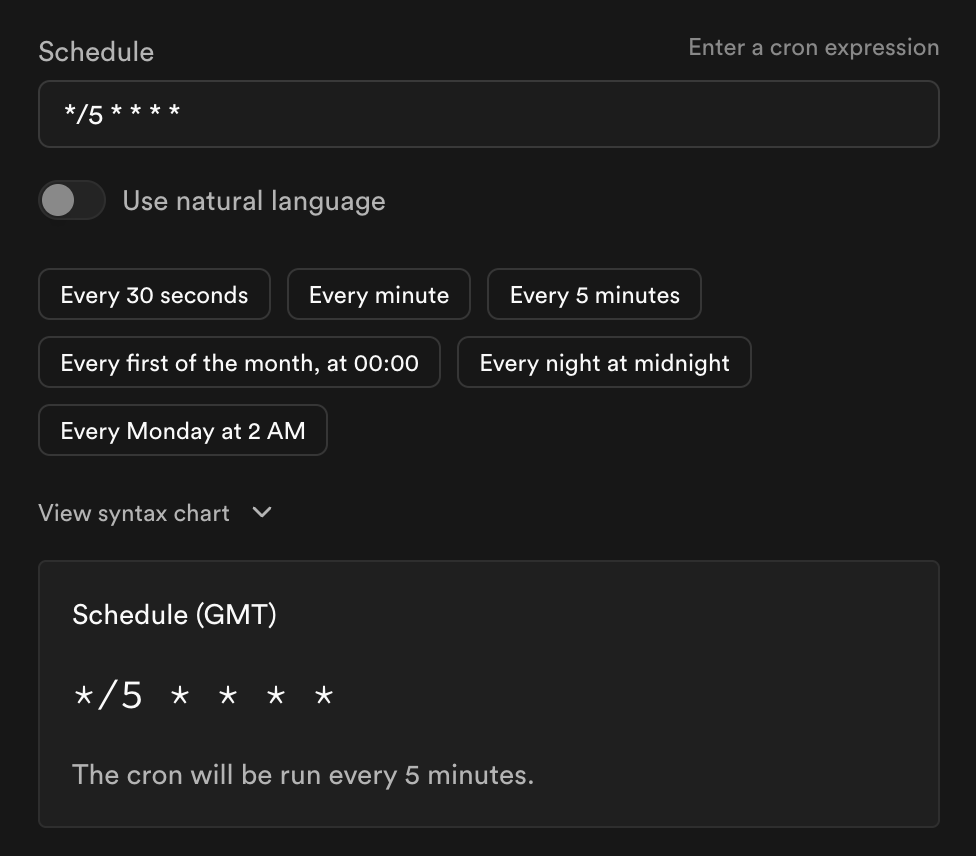 Schedule
Enter a cron expression
*/5 * * * *
Use natural language
Every 30 seconds
Every minute
Every 5 minutes
Every first of the month, at 00:00
Every night at midnight
Every Monday at 2 AM
View syntax chart
Schedule (GMT)
*/5 * * * *
The cron will be run every 5 minutes.